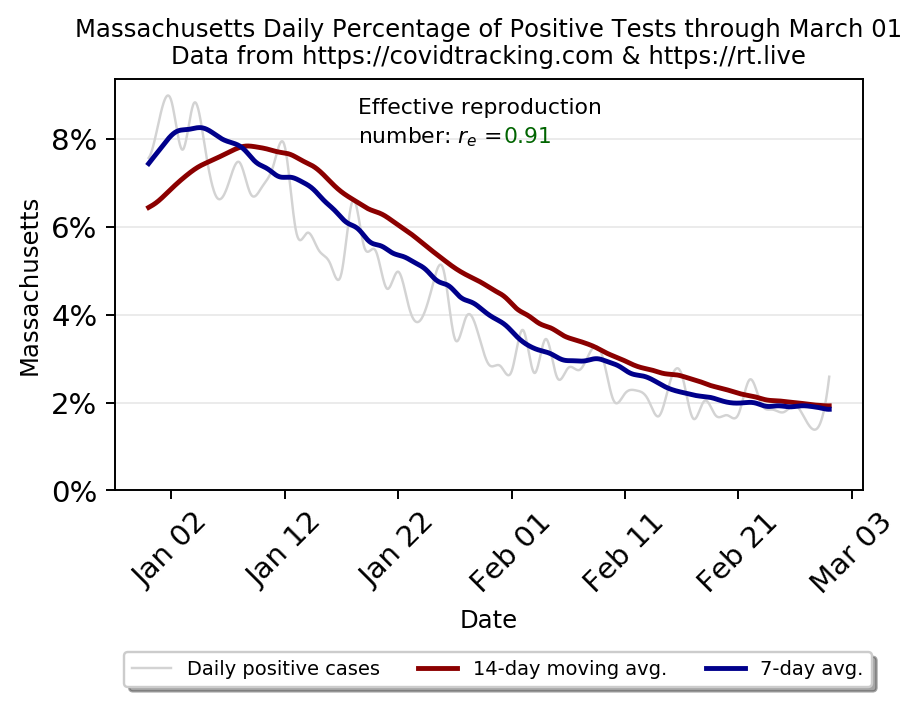 Massachusetts Daily Percentage of Positive Tests through March 01
Data from https://covidtracking.com & https://rt.live
Effective reproduction
number: rₑ =0.91
Massachusetts
8%
6%
4%
2%
0%
Jan 02
Jan 12
Jan 22
Feb 01
Feb 11
Feb 21
Mar 03
Date
Daily positive cases
14-day moving avg.
7-day avg.